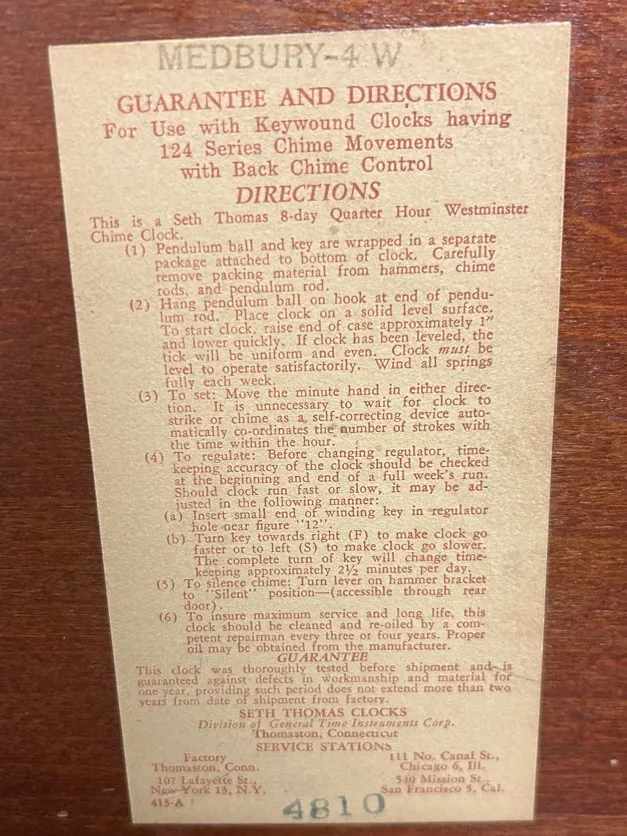 MEDBURY-4 W
GUARANTEE AND DIRECTIONS
For Use with Keywound Clocks having
124 Series Chime Movements
with Back Chime Control
DIRECTIONS
This is a Seth Thomas 8-day Quarter Hour Westminster
Chime Clock.
(1) Pendulum ball and key are wrapped in a separate
package attached to bottom of clock. Carefully
remove packing material from hammers, chime
rods, and pendulum rod.
(2) Hang pendulum ball on hook at end of pendu-
lum rod. Place clock on a solid level surface.
To start clock, raise end of case approximately 1"
and lower quickly. If clock has been leveled, the
tick will be uniform and even. Clock must be
level to operate satisfactorily. Wind all springs
fully each week.
(3) To set: Move the minute hand in either direc-
tion. It is unnecessary to wait for clock to
strike or chime as a self-correcting device auto-
matically co-ordinates the number of strokes with
the time within the hour.
(4) To regulate: Before changing regulator, time-
keeping accuracy of the clock should be checked
at the beginning and end of a full week's run.
Should clock run fast or slow, it may be ad-
justed in the following manner:
(a) Insert small end of winding key in regulator
hole near figure "12".
(b) Turn key towards right (F) to make clock go
faster or to left (S) to make clock go slower.
The complete turn of key will change time-
keeping approximately 2½ minutes per day.
(5) To silence chime: Turn lever on hammer bracket
to "Silent" position—(accessible through rear
door).
(6) To insure maximum service and long life, this
clock should be cleaned and re-oiled by a com-
petent repairman every three or four years. Proper
oil may be obtained from the manufacturer.
GUARANTEE
This clock was thoroughly tested before shipment and is
guaranteed against defects in workmanship and material for
one year, providing such period does not extend more than two
years from date of shipment from factory.
SETH THOMAS CLOCKS
Division of General Time Instruments Corp.
Thomaston, Connecticut
SERVICE STATIONS
Factory
Thomaston, Conn.
111 No. Canal St.,
Chicago 6, Ill.
107 Lafayette St.,
New York 13, N.Y.
540 Mission St.,
San Francisco 5, Cal.
413-A
4810